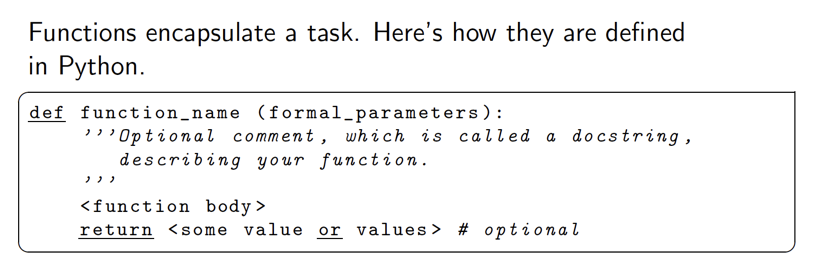 Functions encapsulate a task. Here's how they are defined
in Python.
def function_name (formal_parameters):
'''Optional comment, which is called a docstring,
describing your function.
'''
<function body>
return <some value or values> # optional